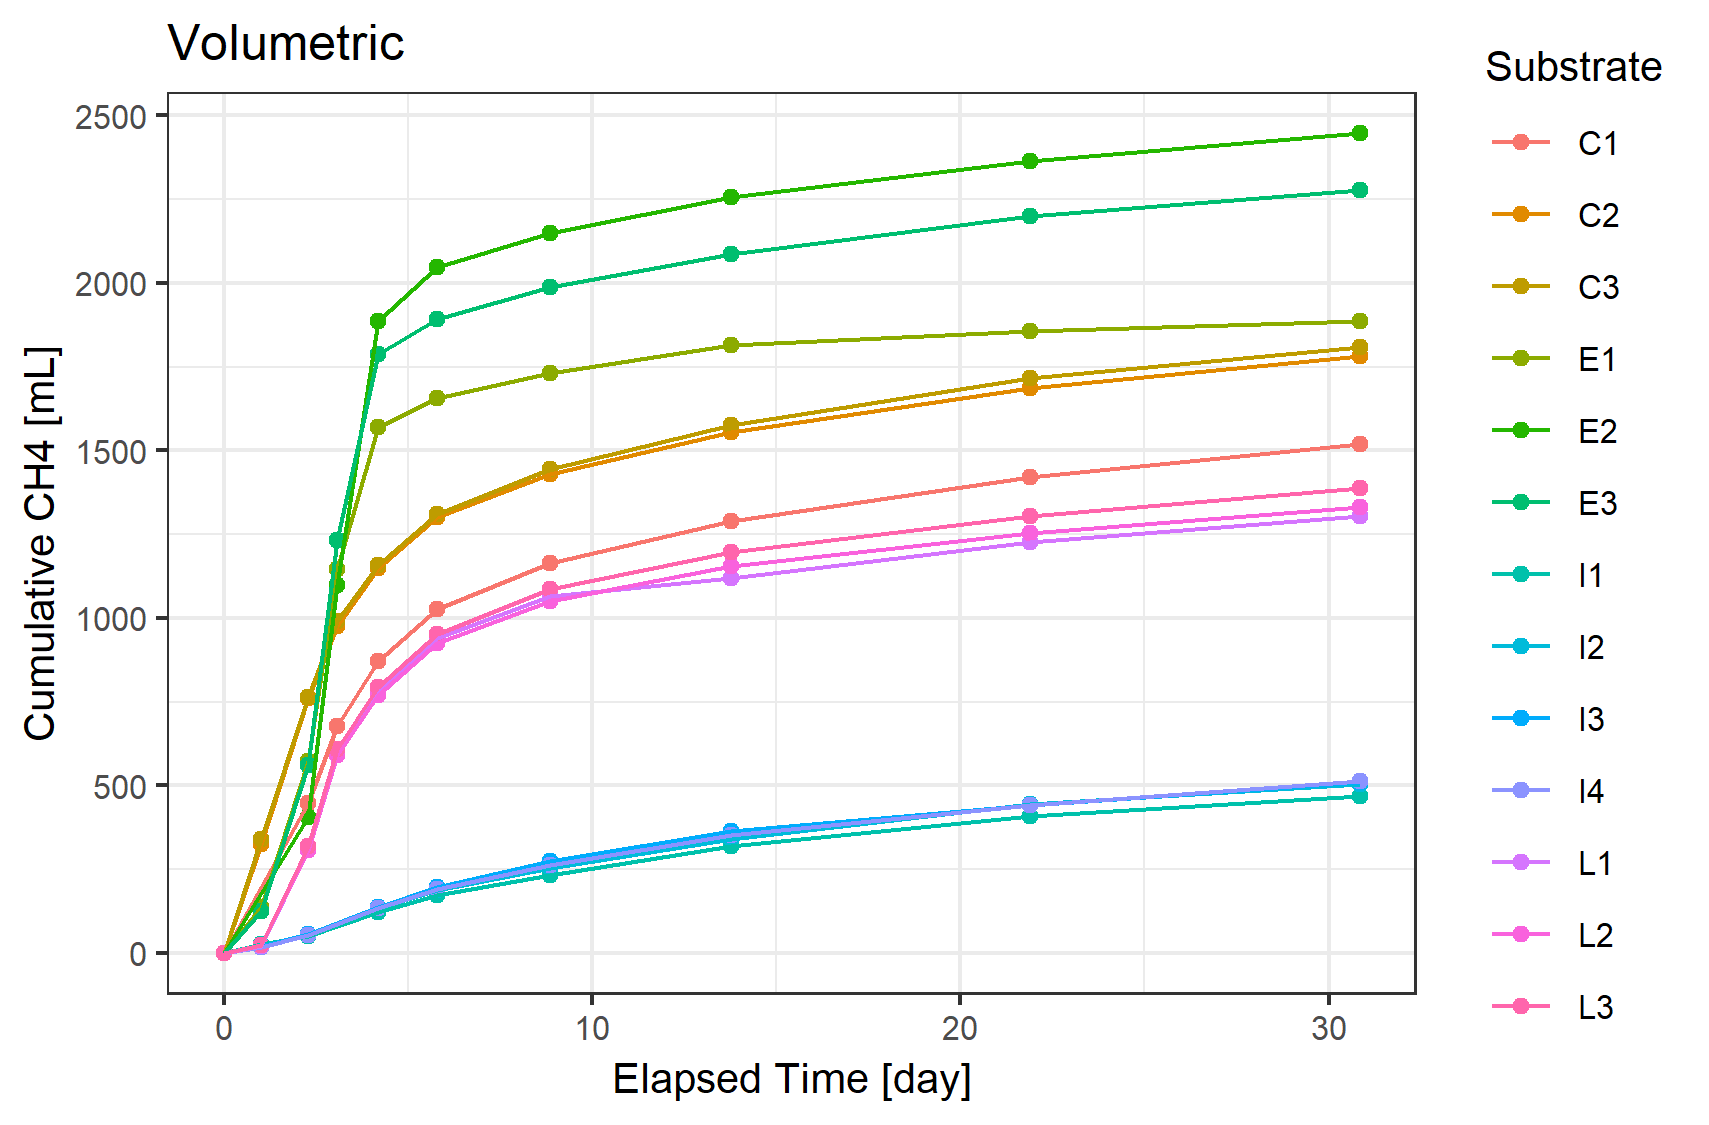 Volumetric
Cumulative CH4 [mL]
2500
2000
1500
1000
500
0
0 10 20 30
Elapsed Time [day]
Substrate
C1
C2
C3
E1
E2
E3
I1
I2
I3
I4
L1
L2
L3